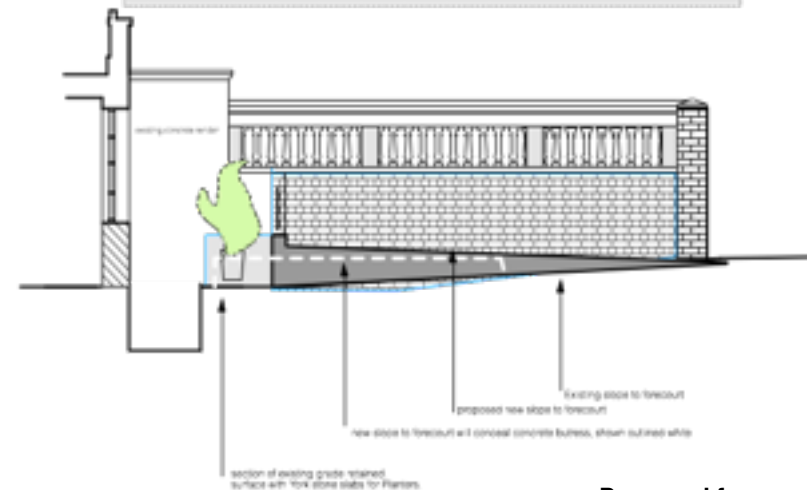 existing concrete render
Existing slope to forecourt
proposed new slope to forecourt
new slope to forecourt will conceal concrete butress, shown outlined white
section of existing grade retained
surface with York stone slabs for Planters.